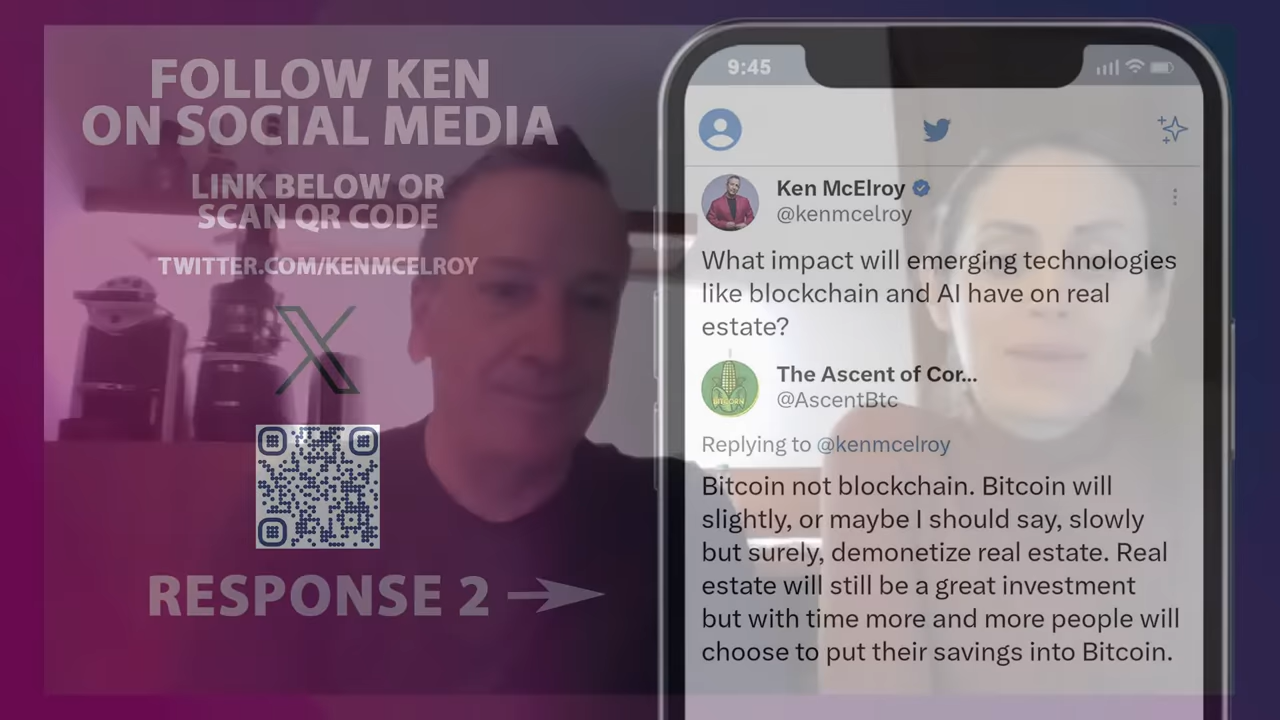 FOLLOW KEN
ON SOCIAL MEDIA
LINK BELOW OR
SCAN QR CODE
TWITTER.COM/KENMCELROY
RESPONSE 2
9:45
Ken McElroy
@kenmcelroy
What impact will emerging technologies
like blockchain and AI have on real
estate?
The Ascent of Cor...
@AscentBtc
BITCORN
Replying to @kenmcelroy
Bitcoin not blockchain. Bitcoin will
slightly, or maybe I should say, slowly
but surely, demonetize real estate. Real
estate will still be a great investment
but with time more and more people will
choose to put their savings into Bitcoin.